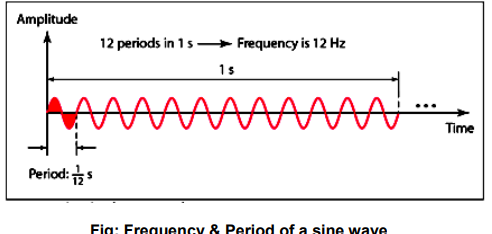 Amplitude
12 periods in 1 s → Frequency is 12 Hz
1 s
•••
Time
Period: 1/12 s
Fig: Frequency & Period of a sine wave